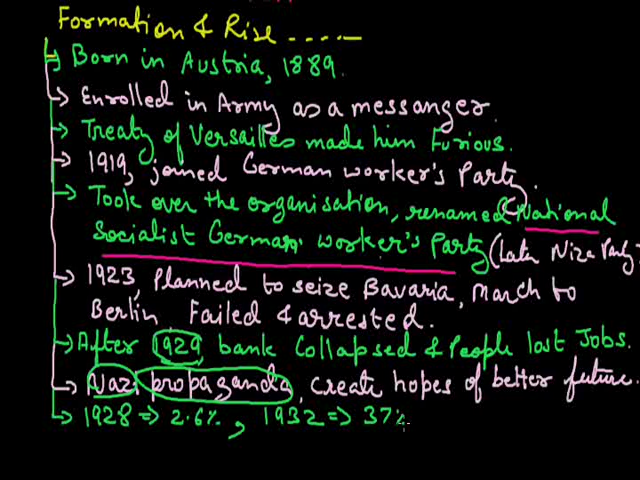 Formation & Rise .....—
→ Born in Austria, 1889.
→ Enrolled in Army as a messanger.
→ Treaty of Versailles made him Furious.
→ 1919, joined German worker's Party.
→ Took over the organisation, renamed (National
Socialist German worker's Party (Later Niza Party)
→ 1923, Planned to seize Bavaria, March to
Berlin Failed & arrested.
→ After 1929 bank Collapsed & People lost Jobs.
→ Nazi propaganda, create hopes of better future.
→ 1928 ⇒ 2.6%, 1932 ⇒ 37%